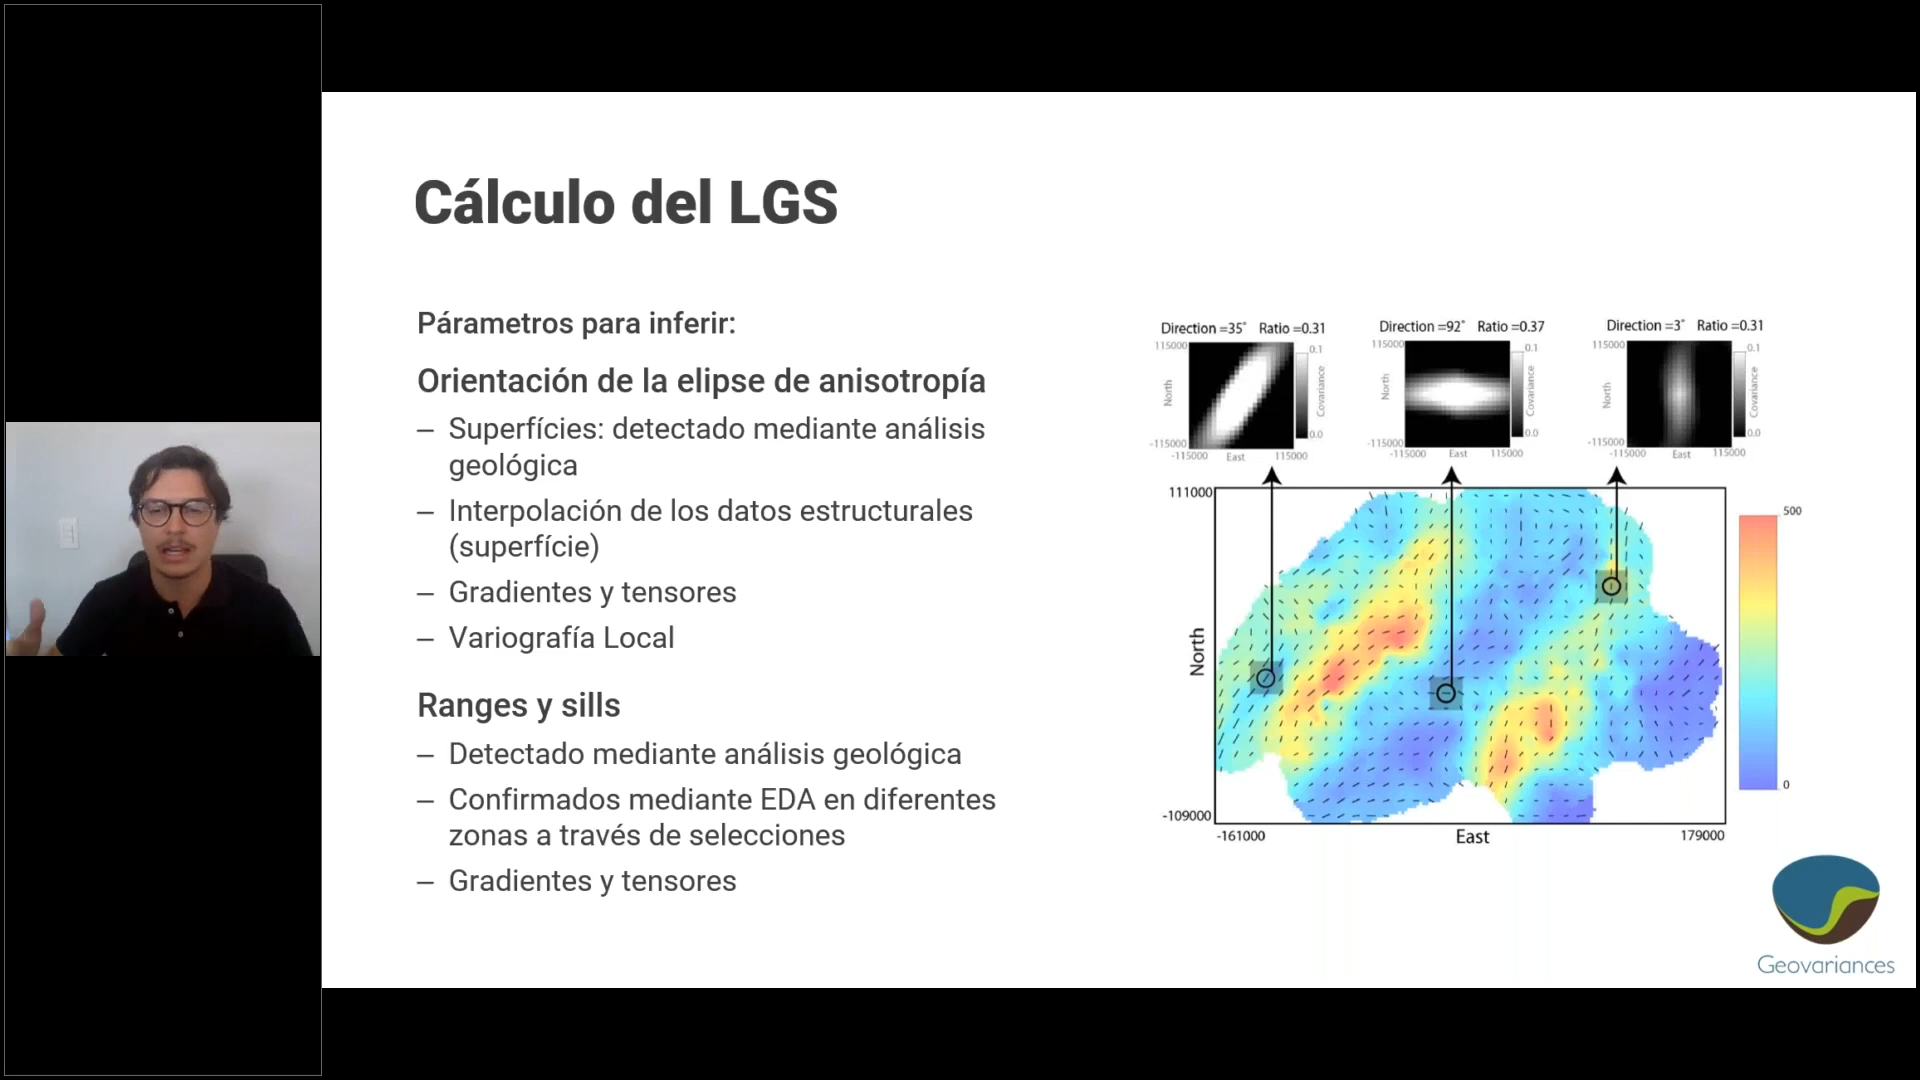 Cálculo del LGS
Párametros para inferir:
Orientación de la elipse de anisotropía
– Superfícies: detectado mediante análisis
geológica
– Interpolación de los datos estructurales
(superfície)
– Gradientes y tensores
– Variografía Local
Ranges y sills
– Detectado mediante análisis geológica
– Confirmados mediante EDA en diferentes
zonas a través de selecciones
– Gradientes y tensores
Direction =35° Ratio =0.31
115000
North
-115000
-115000 East 115000
0.1
Covariance
0.0
Direction =92° Ratio =0.37
115000
North
-115000
-115000 East 115000
0.1
Covariance
0.0
Direction =3° Ratio =0.31
115000
North
-115000
-115000 East 115000
0.1
Covariance
0.0
111000
North
-109000
-161000 East 179000
500
0
Geovariances